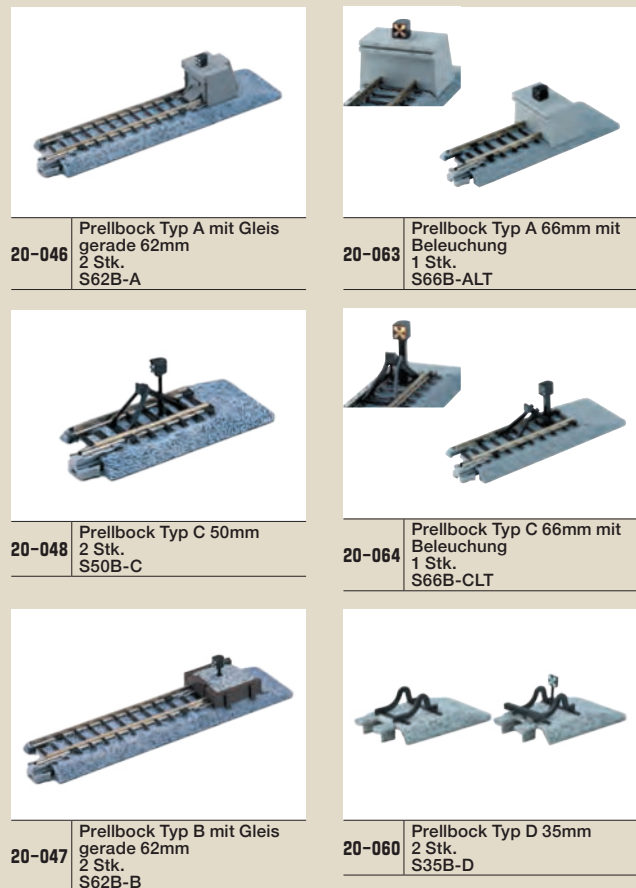 20-046
Prellbock Typ A mit Gleis
gerade 62mm
2 Stk.
S62B-A
20-063
Prellbock Typ A 66mm mit
Beleuchung
1 Stk.
S66B-ALT
20-048
Prellbock Typ C 50mm
2 Stk.
S50B-C
20-064
Prellbock Typ C 66mm mit
Beleuchung
1 Stk.
S66B-CLT
20-047
Prellbock Typ B mit Gleis
gerade 62mm
2 Stk.
S62B-B
20-060
Prellbock Typ D 35mm
2 Stk.
S35B-D